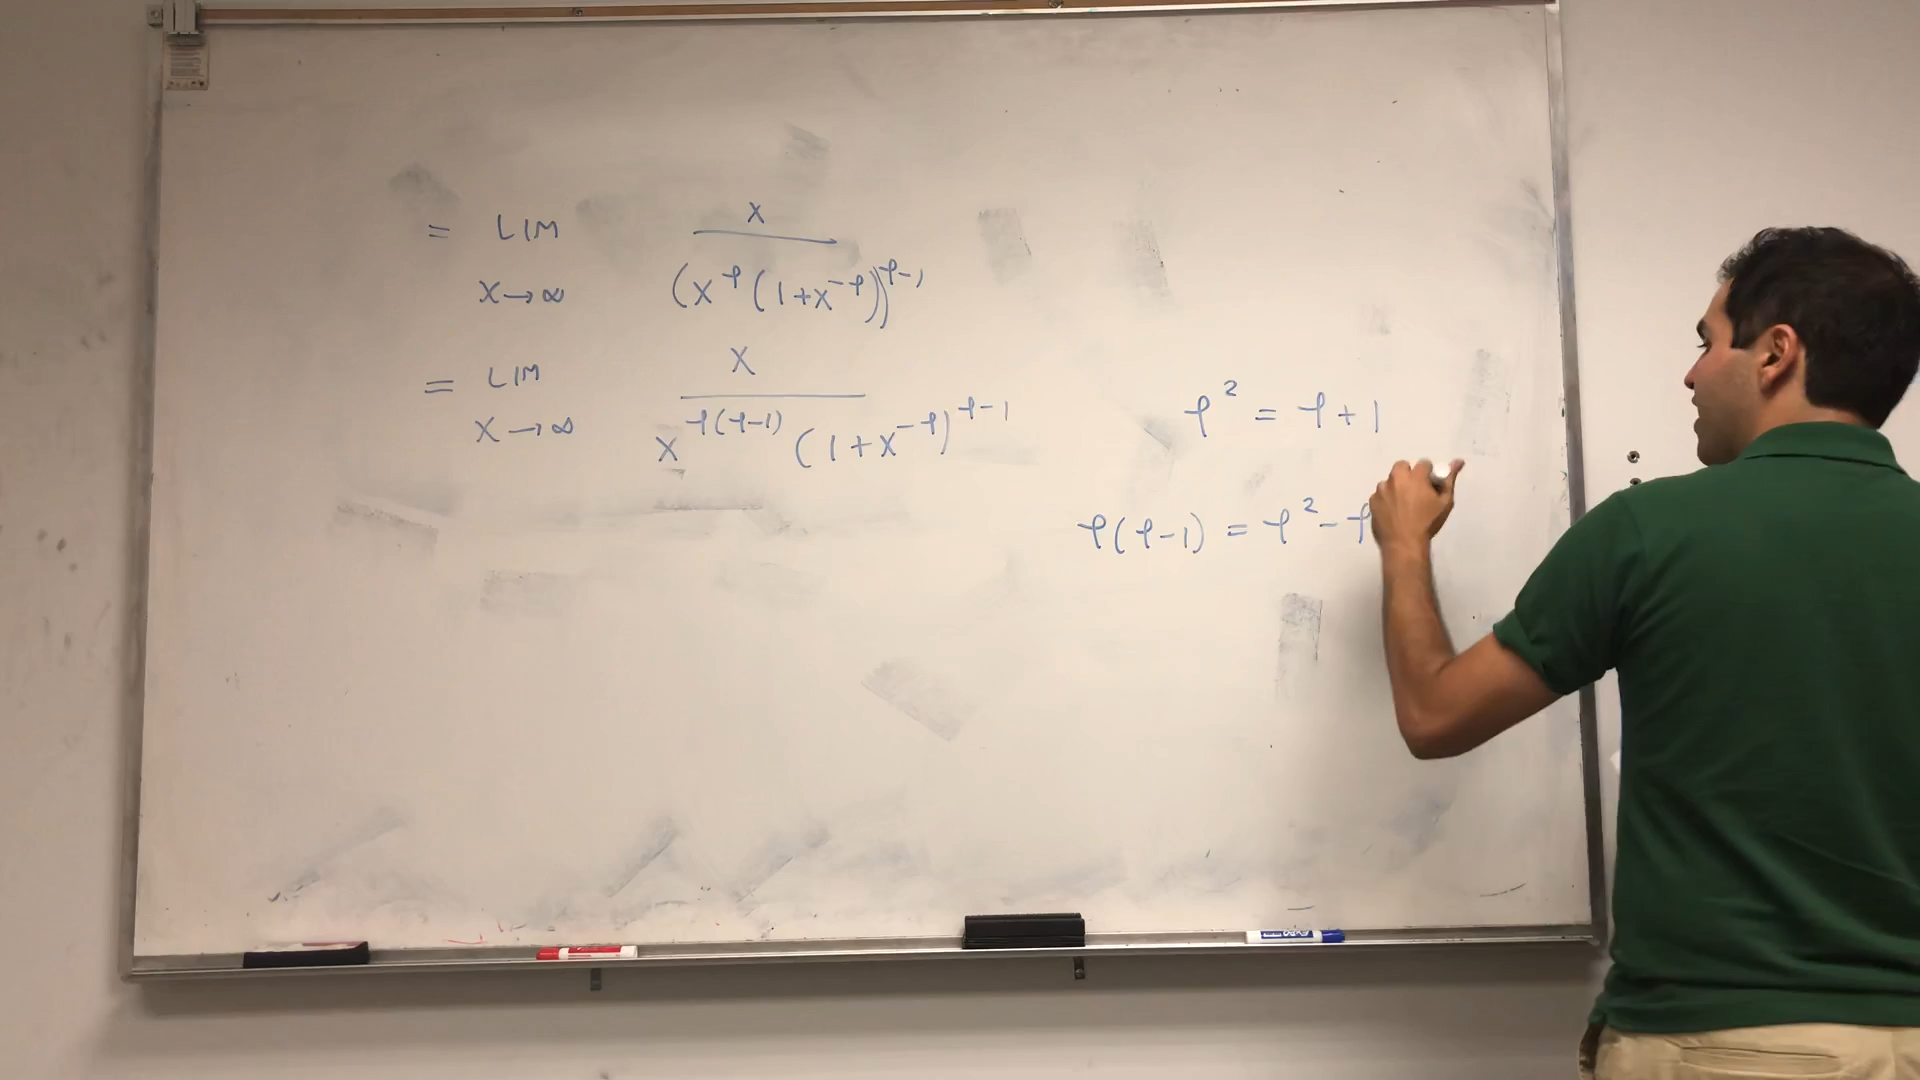 = LIM x→∞ x / (x^φ(1+x^-φ))^φ-1
= LIM x→∞ x / x^φ(φ-1) (1+x^-φ)^φ-1
φ² = φ+1
φ(φ-1) = φ²-φ